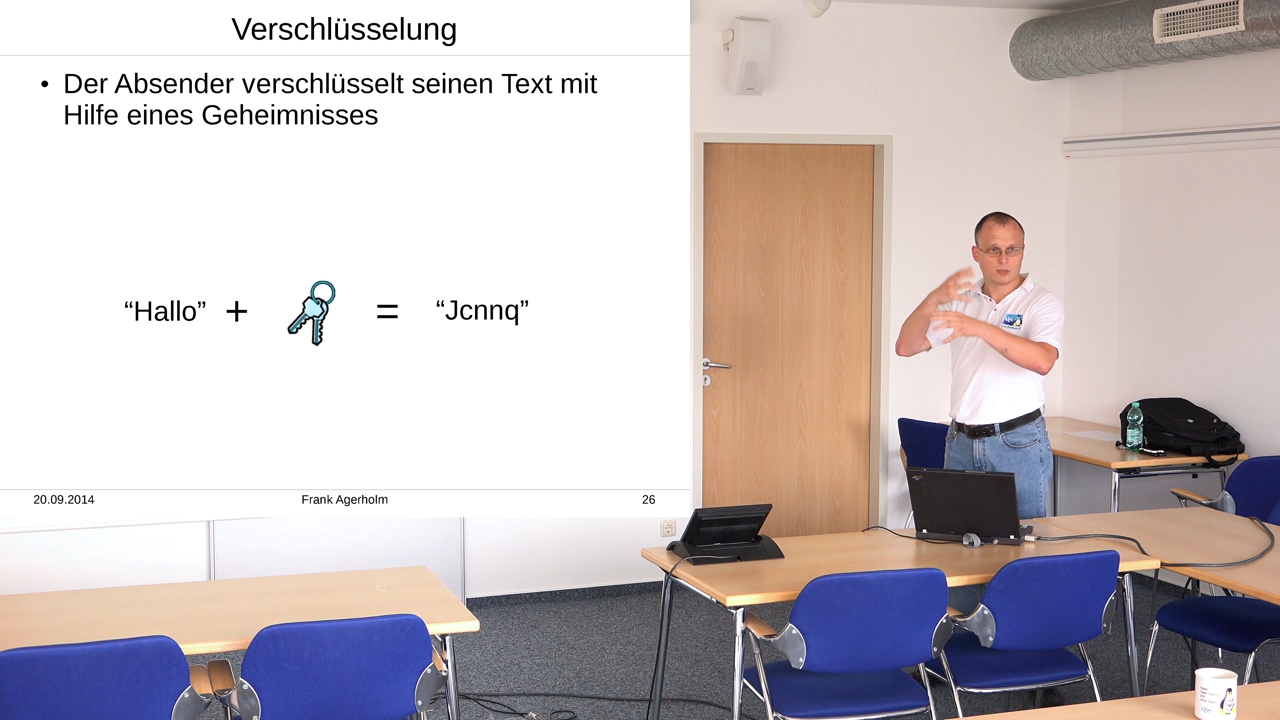 Verschlüsselung
• Der Absender verschlüsselt seinen Text mit
Hilfe eines Geheimnisses
“Hallo” + = “Jcnnq”
20.09.2014 Frank Agerholm 26